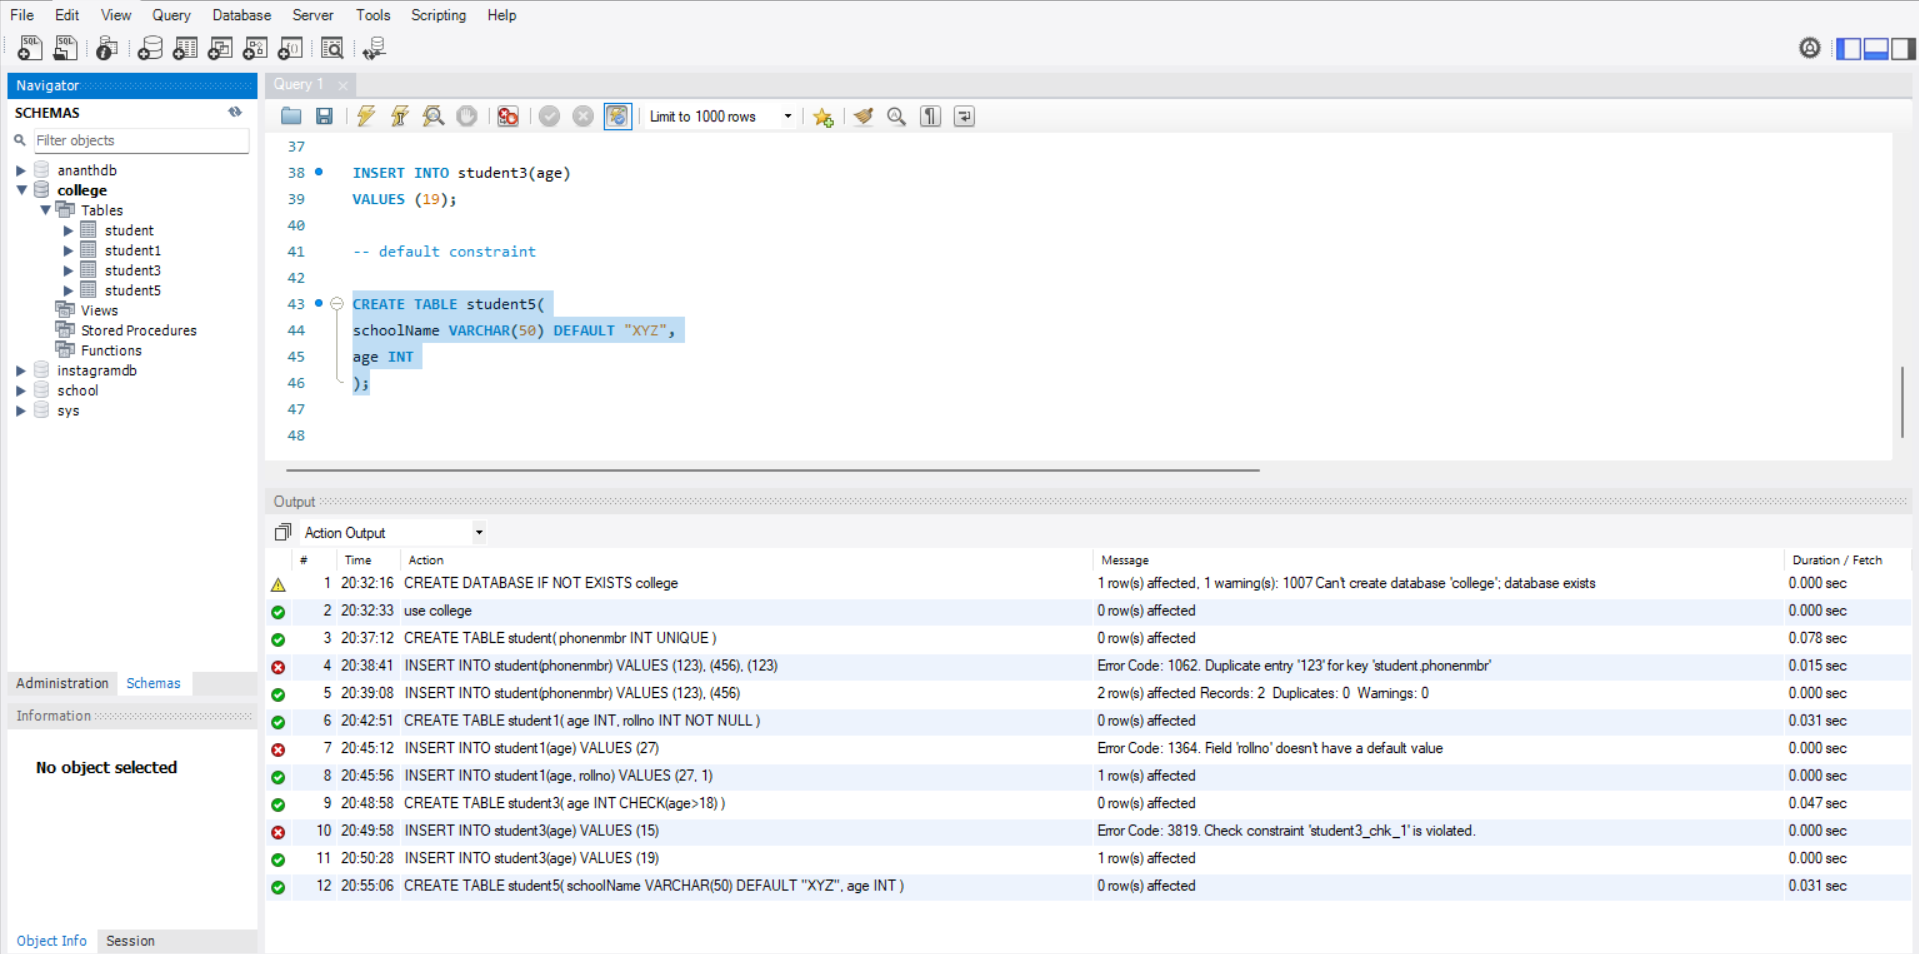 File Edit View Query Database Server Tools Scripting Help
Navigator
SCHEMAS
Filter objects
ananthdb
college
Tables
student
student1
student3
student5
Views
Stored Procedures
Functions
instagramdb
school
sys
Administration Schemas
Information
No object selected
Object Info Session
Query 1
Limit to 1000 rows
37
38 INSERT INTO student3(age)
39 VALUES (19);
40
41 -- default constraint
42
43 CREATE TABLE student5(
44 schoolName VARCHAR(50) DEFAULT "XYZ",
45 age INT
46 );
47
48
Output
Action Output
# Time Action Message Duration / Fetch
1 20:32:16 CREATE DATABASE IF NOT EXISTS college 1 row(s) affected, 1 warning(s): 1007 Can't create database 'college'; database exists 0.000 sec
2 20:32:33 use college 0 row(s) affected 0.000 sec
3 20:37:12 CREATE TABLE student( phonenmbr INT UNIQUE ) 0 row(s) affected 0.078 sec
4 20:38:41 INSERT INTO student(phonenmbr) VALUES (123), (456), (123) Error Code: 1062. Duplicate entry '123' for key 'student.phonenmbr' 0.015 sec
5 20:39:08 INSERT INTO student(phonenmbr) VALUES (123), (456) 2 row(s) affected Records: 2 Duplicates: 0 Warnings: 0 0.000 sec
6 20:42:51 CREATE TABLE student1( age INT, rollno INT NOT NULL ) 0 row(s) affected 0.031 sec
7 20:45:12 INSERT INTO student1(age) VALUES (27) Error Code: 1364. Field 'rollno' doesn't have a default value 0.000 sec
8 20:45:56 INSERT INTO student1(age, rollno) VALUES (27, 1) 1 row(s) affected 0.000 sec
9 20:48:58 CREATE TABLE student3( age INT CHECK(age>18) ) 0 row(s) affected 0.047 sec
10 20:49:58 INSERT INTO student3(age) VALUES (15) Error Code: 3819. Check constraint 'student3_chk_1' is violated. 0.000 sec
11 20:50:28 INSERT INTO student3(age) VALUES (19) 1 row(s) affected 0.000 sec
12 20:55:06 CREATE TABLE student5( schoolName VARCHAR(50) DEFAULT "XYZ", age INT ) 0 row(s) affected 0.031 sec